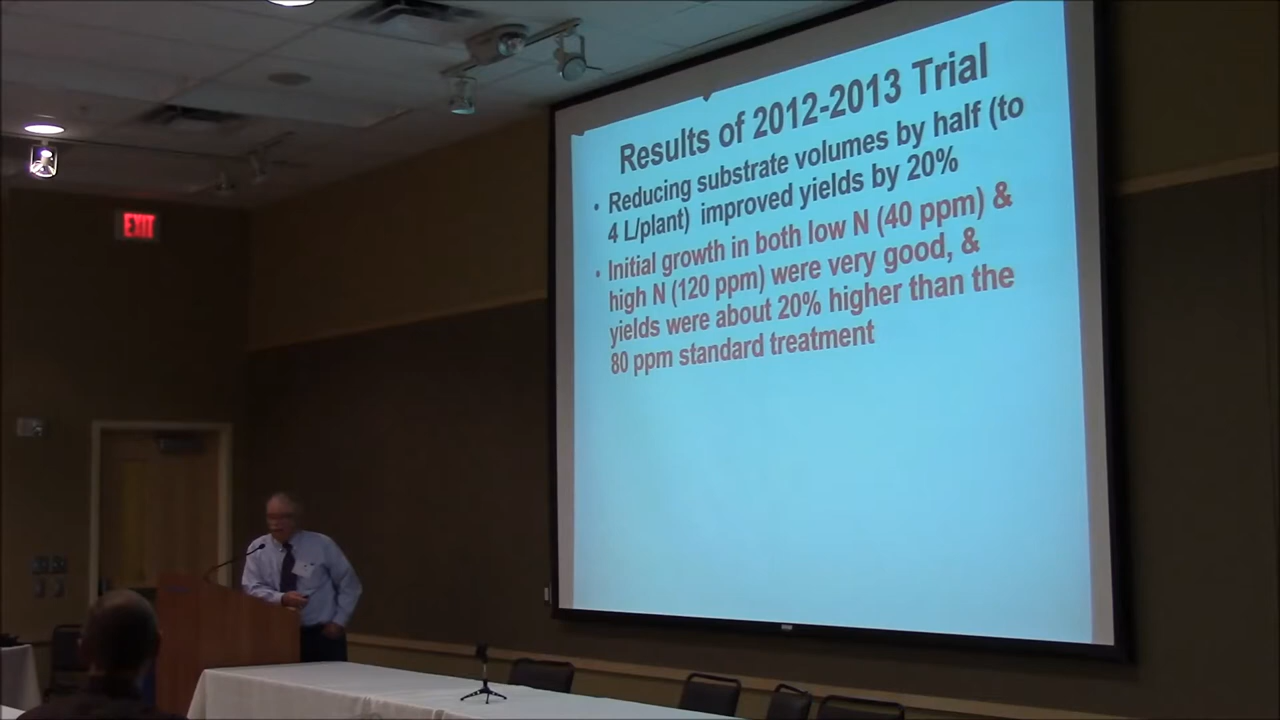 EXIT
Results of 2012-2013 Trial
• Reducing substrate volumes by half (to
4 L/plant) improved yields by 20%
• Initial growth in both low N (40 ppm) &
high N (120 ppm) were very good, &
yields were about 20% higher than the
80 ppm standard treatment